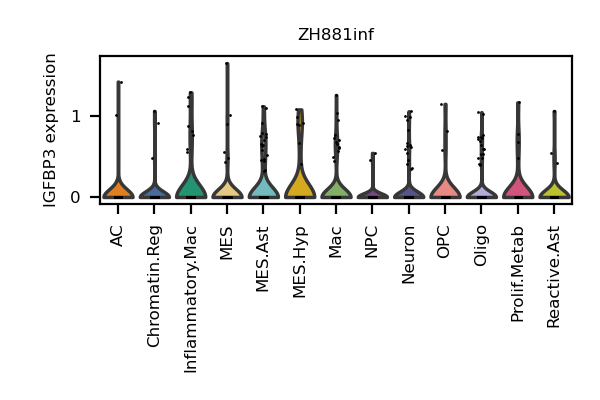 ZH881inf
IGFBP3 expression
1
0
AC
Chromatin.Reg
Inflammatory.Mac
MES
MES.Ast
MES.Hyp
Mac
NPC
Neuron
OPC
Oligo
Prolif.Metab
Reactive.Ast